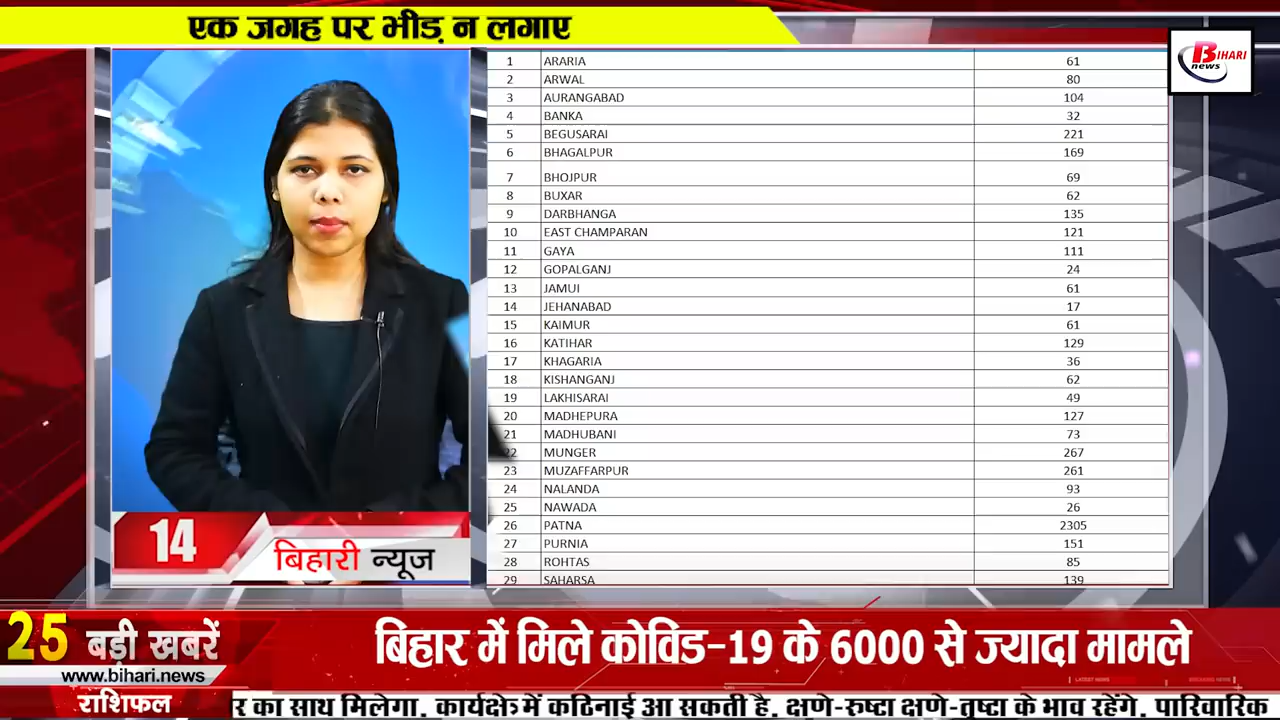 एक जगह पर भीड़ न लगाए
BIHARI
news
1 ARARIA 61
2 ARWAL 80
3 AURANGABAD 104
4 BANKA 32
5 BEGUSARAI 221
6 BHAGALPUR 169
7 BHOJPUR 69
8 BUXAR 62
9 DARBHANGA 135
10 EAST CHAMPARAN 121
11 GAYA 111
12 GOPALGANJ 24
13 JAMUI 61
14 JEHANABAD 17
15 KAIMUR 61
16 KATIHAR 129
17 KHAGARIA 36
18 KISHANGANJ 62
19 LAKHISARAI 49
20 MADHEPURA 127
21 MADHUBANI 73
22 MUNGER 267
23 MUZAFFARPUR 261
24 NALANDA 93
25 NAWADA 26
26 PATNA 2305
27 PURNIA 151
28 ROHTAS 85
29 SAHARSA 139
14
बिहारी न्यूज
25 बड़ी खबरें
www.bihari.news
बिहार में मिले कोविड-19 के 6000 से ज्यादा मामले
LATEST NEWS
BREAKING NEWS
राशिफल
र का साथ मिलेगा. कार्यक्षेत्र में कठिनाई आ सकती है. क्षणे-रुष्टा क्षणे-तुष्टा के भाव रहेंगे. पारिवारिक